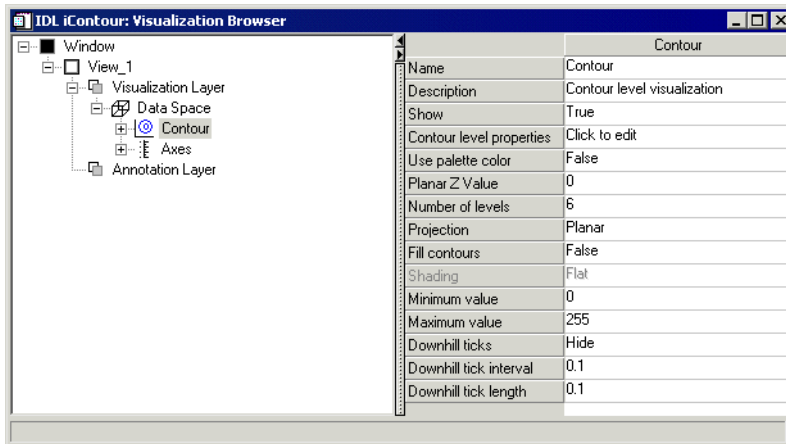 IDL iContour: Visualization Browser
Window
View_1
Visualization Layer
Data Space
Contour
Axes
Annotation Layer
Contour
Name Contour
Description Contour level visualization
Show True
Contour level properties Click to edit
Use palette color False
Planar Z Value 0
Number of levels 6
Projection Planar
Fill contours False
Shading Flat
Minimum value 0
Maximum value 255
Downhill ticks Hide
Downhill tick interval 0.1
Downhill tick length 0.1